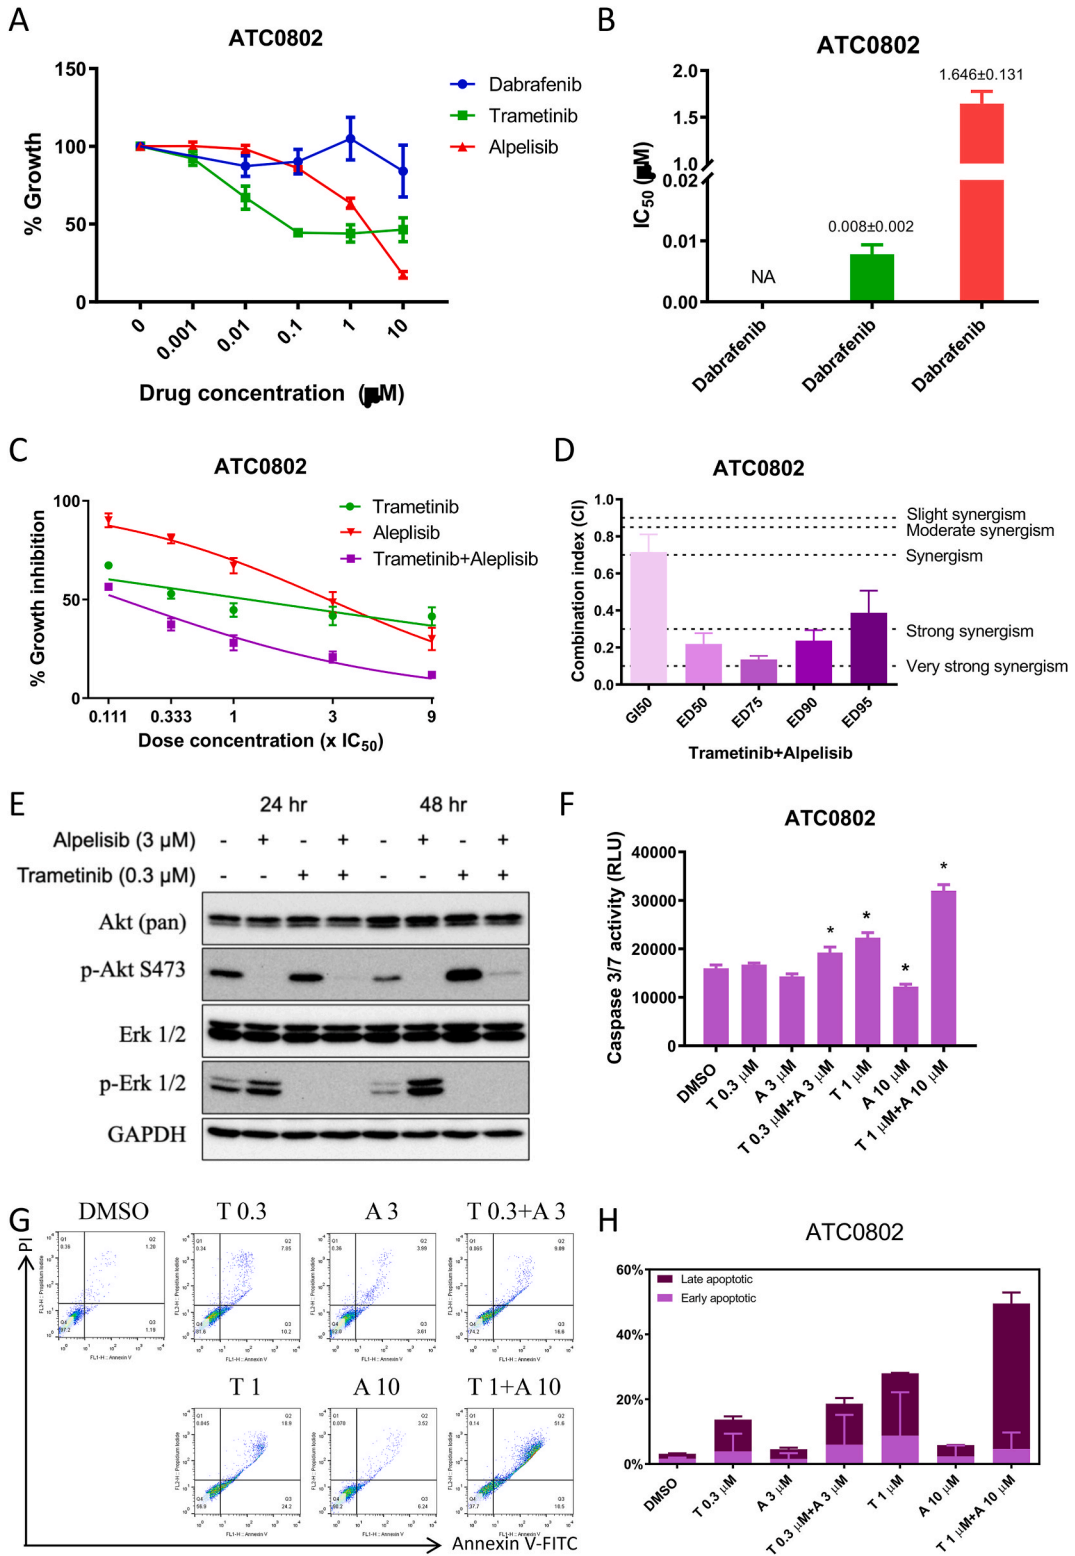 A
ATC0802
150
100
50
0
% Growth
Dabrafenib
Trametinib
Alpelisib
0
0.001
0.01
0.1
1
10
Drug concentration (μM)
B
ATC0802
2.0
1.5
1.0
0.02
0.01
0.00
IC50 (μM)
NA
0.008±0.002
1.646±0.131
Dabrafenib
Dabrafenib
Dabrafenib
C
ATC0802
100
50
0
% Growth inhibition
Trametinib
Aleplisib
Trametinib+Aleplisib
0.111
0.333
1
3
9
Dose concentration (x IC50)
D
ATC0802
1.0
0.8
0.6
0.4
0.2
0.0
Combination index (CI)
Slight synergism
Moderate synergism
Synergism
Strong synergism
Very strong synergism
GI50
ED50
ED75
ED90
ED95
Trametinib+Alpelisib
E
24 hr 48 hr
Alpelisib (3 μM) - + - + - + - +
Trametinib (0.3 μM) - - + + - - + +
Akt (pan)
p-Akt S473
Erk 1/2
p-Erk 1/2
GAPDH
F
ATC0802
40000
30000
20000
10000
0
Caspase 3/7 activity (RLU)
* * * *
DMSO
T 0.3 μM
A 3 μM
T 0.3 μM+A 3 μM
T 1 μM
A 10 μM
T 1 μM+A 10 μM
G
PI
DMSO T 0.3 A 3 T 0.3+A 3
T 1 A 10 T 1+A 10
Annexin V-FITC
H
ATC0802
60%
40%
20%
0%
Late apoptotic
Early apoptotic
DMSO
T 0.3 μM
A 3 μM
T 0.3 μM+A 3 μM
T 1 μM
A 10 μM
T 1 μM+A 10 μM